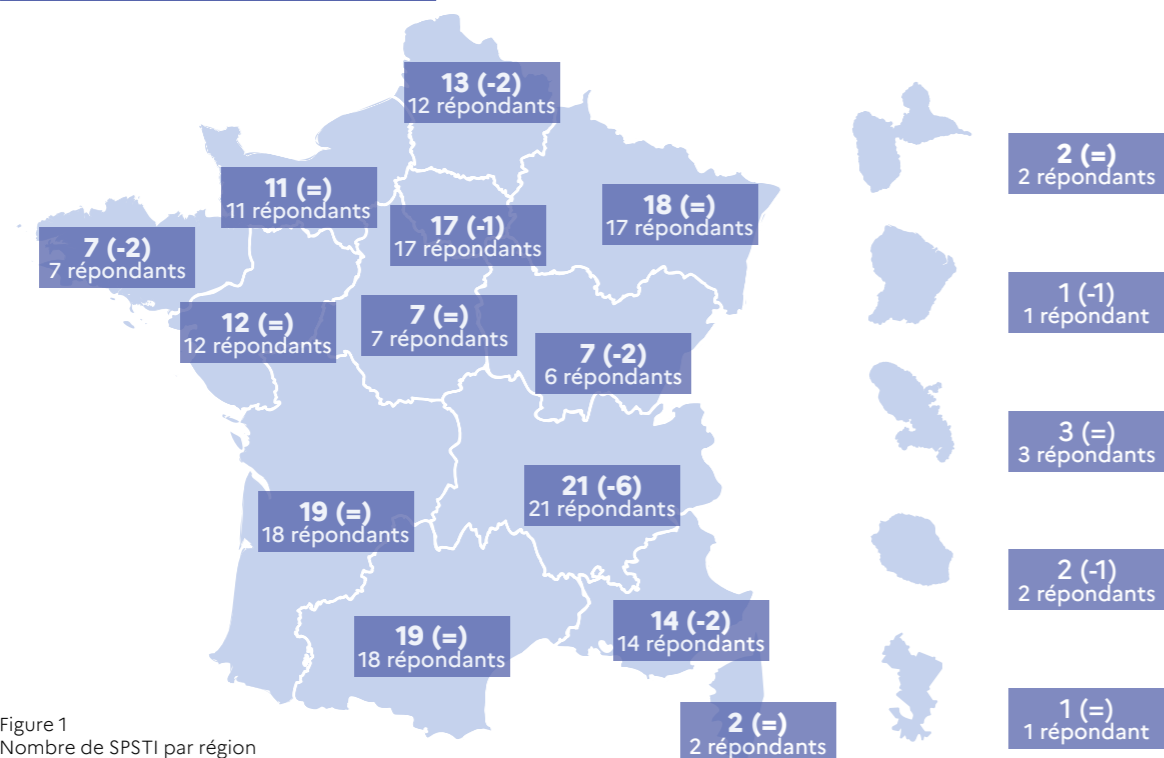 13 (-2)
12 répondants
11 (=)
11 répondants
17 (-1)
17 répondants
18 (=)
17 répondants
7 (-2)
7 répondants
12 (=)
12 répondants
7 (=)
7 répondants
7 (-2)
6 répondants
19 (=)
18 répondants
21 (-6)
21 répondants
19 (=)
18 répondants
14 (-2)
14 répondants
2 (=)
2 répondants
2 (=)
2 répondants
1 (-1)
1 répondant
3 (=)
3 répondants
2 (-1)
2 répondants
1 (=)
1 répondant
Figure 1
Nombre de SPSTI par région